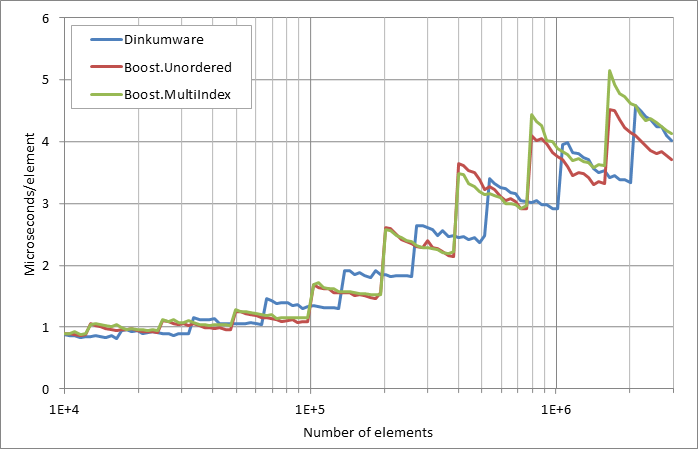 6
5
4
3
2
1
0
Microseconds/element
Dinkumware
Boost.Unordered
Boost.MultiIndex
1E+4
1E+5
1E+6
Number of elements